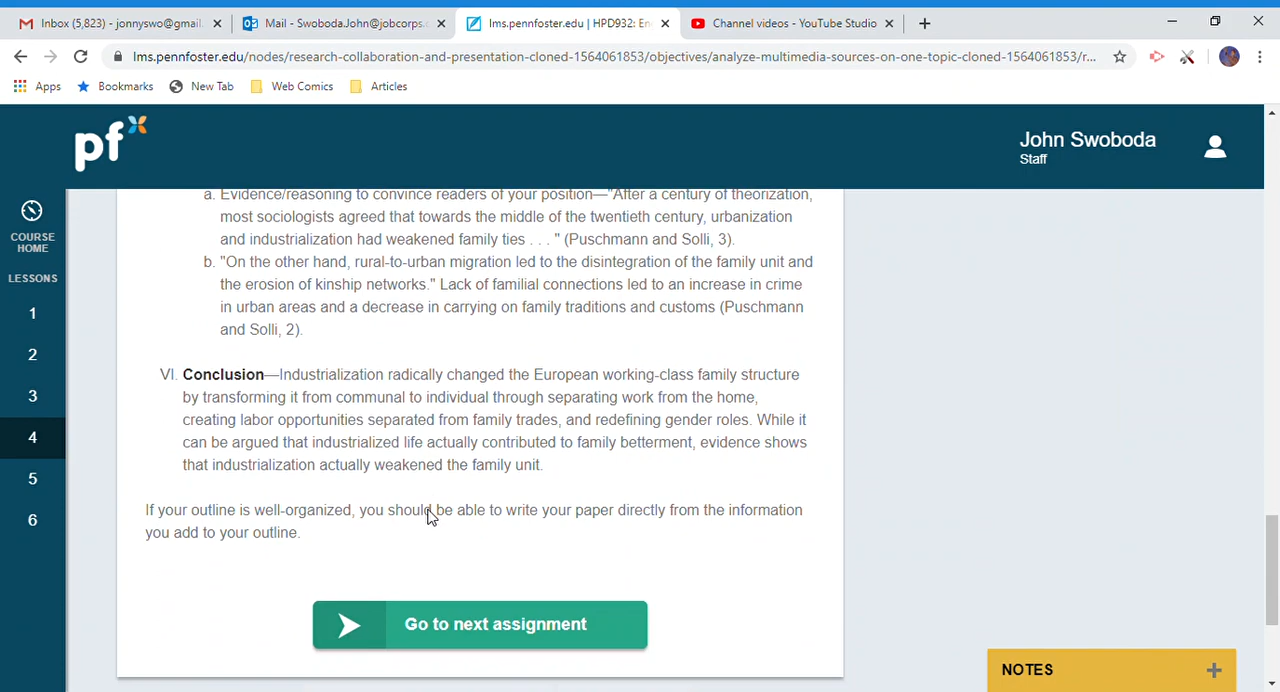 Inbox (5,823) - jonnyswo@gmail.
Mail - Swoboda.John@jobcorps.
lms.pennfoster.edu | HPD932: En
Channel videos - YouTube Studio
lms.pennfoster.edu/nodes/research-collaboration-and-presentation-cloned-1564061853/objectives/analyze-multimedia-sources-on-one-topic-cloned-1564061853/r...
Apps
Bookmarks
New Tab
Web Comics
Articles
pf
John Swoboda
Staff
COURSE
HOME
LESSONS
1
2
3
4
5
6
a. Evidence/reasoning to convince readers of your position—"After a century of theorization,
most sociologists agreed that towards the middle of the twentieth century, urbanization
and industrialization had weakened family ties . . . " (Puschmann and Solli, 3).
b. "On the other hand, rural-to-urban migration led to the disintegration of the family unit and
the erosion of kinship networks." Lack of familial connections led to an increase in crime
in urban areas and a decrease in carrying on family traditions and customs (Puschmann
and Solli, 2).
VI. Conclusion—Industrialization radically changed the European working-class family structure
by transforming it from communal to individual through separating work from the home,
creating labor opportunities separated from family trades, and redefining gender roles. While it
can be argued that industrialized life actually contributed to family betterment, evidence shows
that industrialization actually weakened the family unit.
If your outline is well-organized, you should be able to write your paper directly from the information
you add to your outline.
Go to next assignment
NOTES +